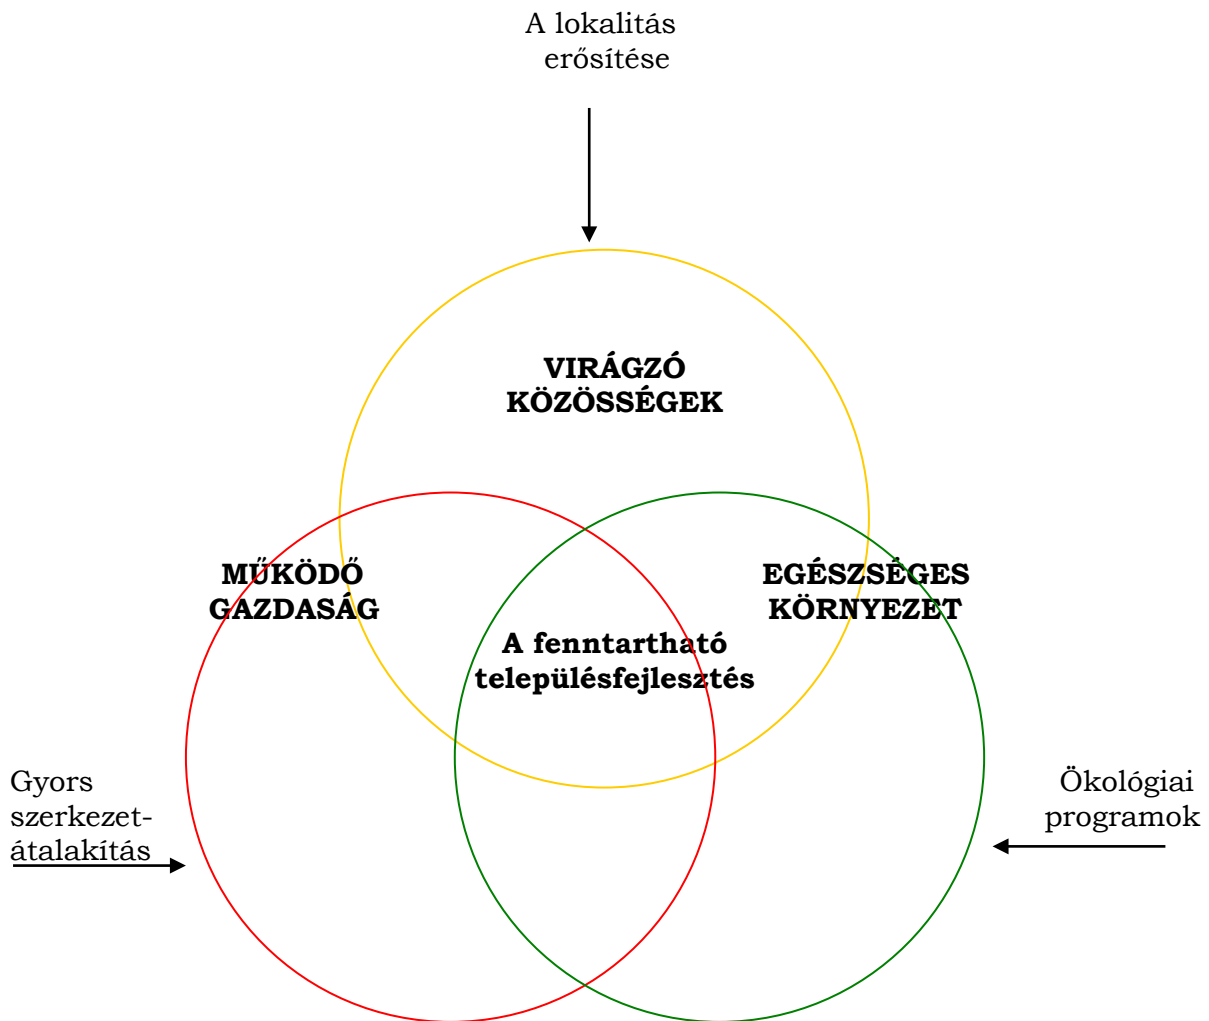 A lokalitás
erősítése
VIRÁGZÓ
KÖZÖSSÉGEK
MŰKÖDŐ
GAZDASÁG
EGÉSZSÉGES
KÖRNYEZET
A fenntartható
településfejlesztés
Gyors
szerkezet-
átalakítás
Ökológiai
programok